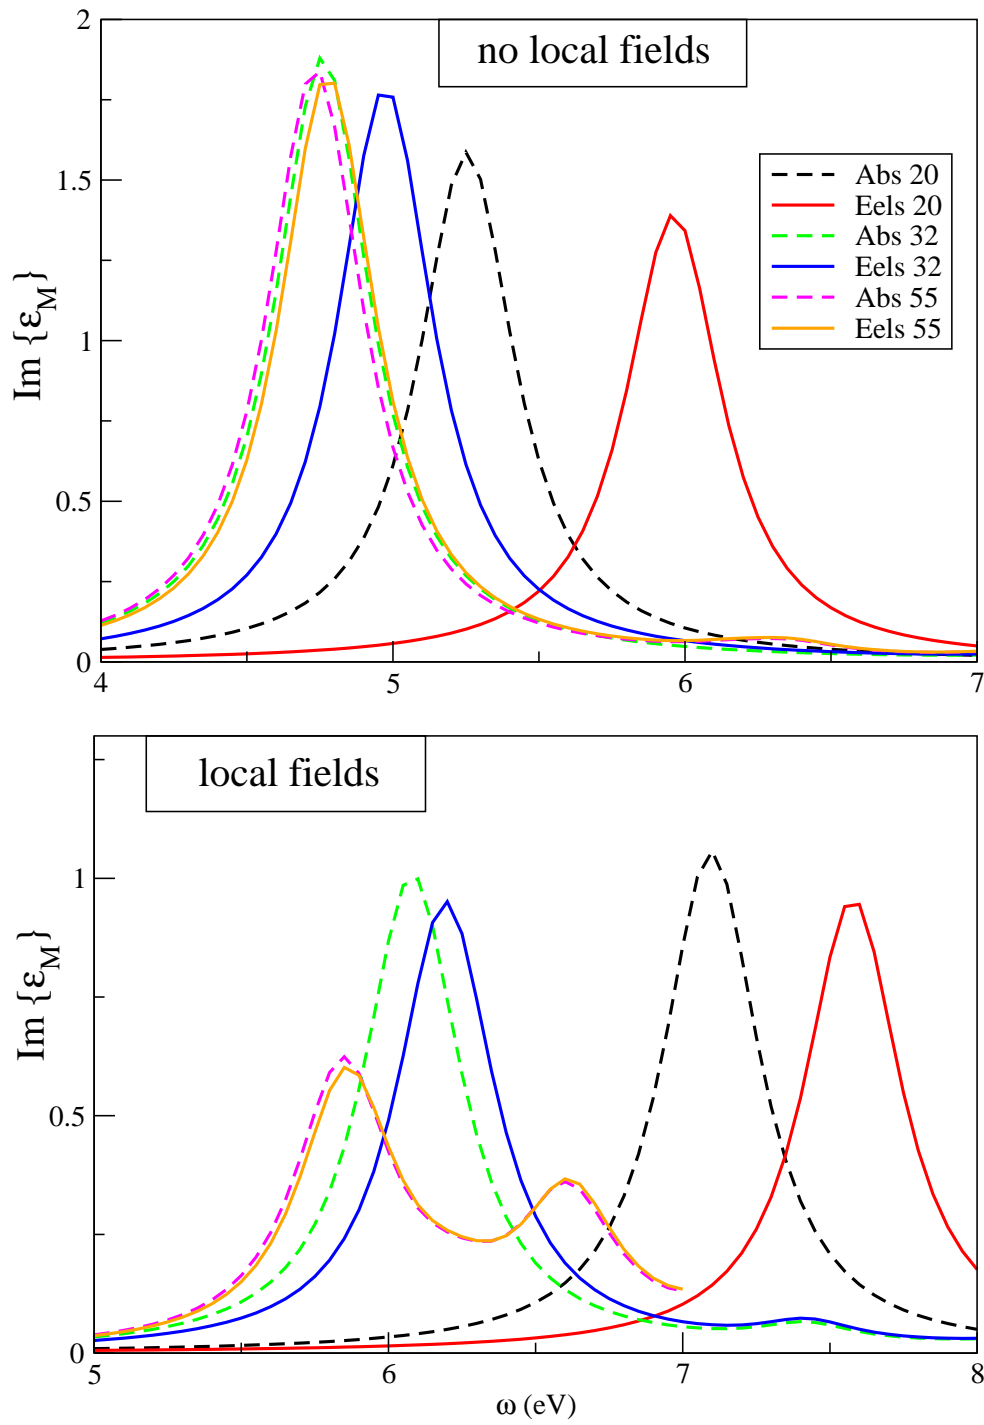 2
no local fields
1.5
Abs 20
Eels 20
Abs 32
Eels 32
Abs 55
Eels 55
Im {ε_M}
1
0.5
0
4 5 6 7
local fields
1
Im {ε_M}
0.5
0
5 6 7 8
ω (eV)